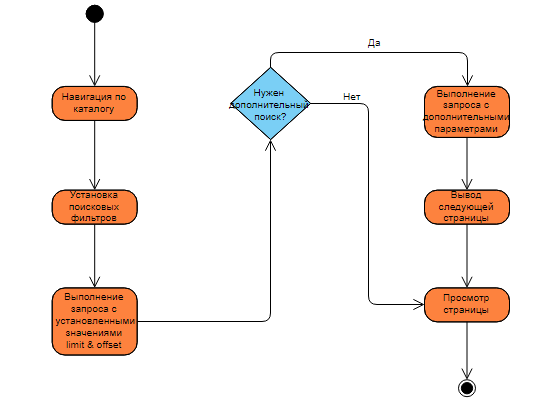 Навигация по
каталогу
Установка
поисковых
фильтров
Выполнение
запроса с
установленными
значениями
limit & offset
Нужен
дополнительный
поиск?
Да
Нет
Выполнение
запроса с
дополнительными
параметрами
Вывод
следующей
страницы
Просмотр
страницы